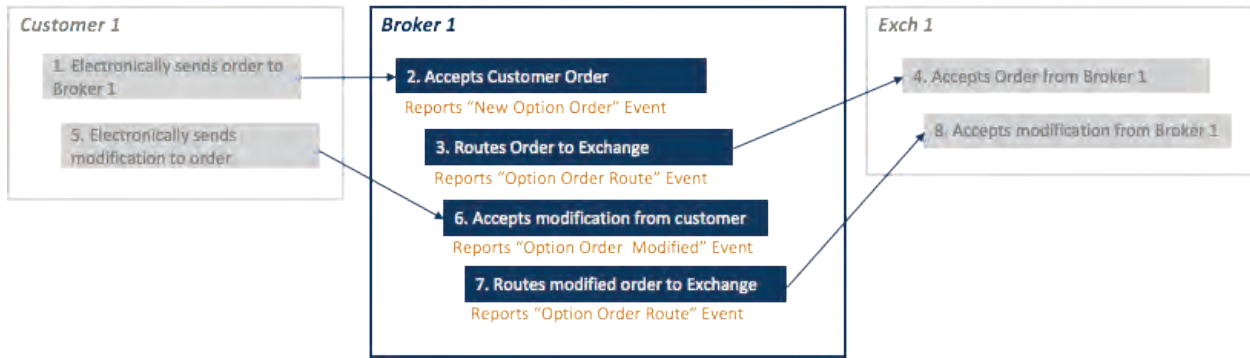 Customer 1
1. Electronically sends order to
Broker 1
5. Electronically sends
modification to order
Broker 1
2. Accepts Customer Order
Reports “New Option Order” Event
3. Routes Order to Exchange
Reports “Option Order Route” Event
6. Accepts modification from customer
Reports “Option Order  Modified” Event
7. Routes modified order to Exchange
Reports “Option Order Route” Event
Exch 1
4. Accepts Order from Broker 1
8. Accepts modification from Broker 1